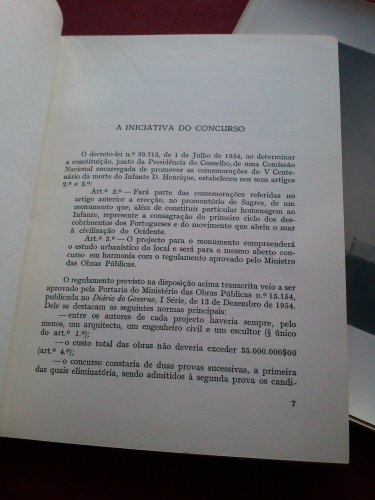 A INICIATIVA DO CONCURSO
O decreto-lei n.º 39.713, de 1 de Julho de 1954, ao determinar
a constituição, junto da Presidência do Conselho, de uma Comissão
Nacional encarregada de promover as comemorações do V Cente-
nário da morte do Infante D. Henrique, estabeleceu nos seus artigos
2.º e 3.º:
Art.º 2.º — Fará parte das comemorações referidas no
artigo anterior a erecção, no promontório de Sagres, de um
monumento que, além de constituir particular homenagem ao
Infante, represente a consagração do primeiro ciclo dos des-
cobrimentos dos Portugueses e do movimento que abriu o mar
à civilização do Ocidente.
Art.º 3.º — O projecto para o monumento compreenderá
o estudo urbanístico do local e será para o mesmo aberto con-
curso em harmonia com o regulamento aprovado pelo Ministro
das Obras Públicas.
O regulamento previsto na disposição acima transcrita veio a ser
aprovado pela Portaria do Ministério das Obras Públicas n.º 15.154,
publicada no Diário do Governo, I Série, de 13 de Dezembro de 1954.
Dele se destacam as seguintes normas principais:
— entre os autores de cada projecto haveria sempre, pelo
menos, um arquitecto, um engenheiro civil e um escultor (§ único
do art.º 1.º);
— o custo total das obras não deveria exceder 35.000.000$00
(art.º 4.º);
— o concurso constaria de duas provas sucessivas, a primeira
das quais eliminatória, sendo admitidos à segunda prova os candi-
7